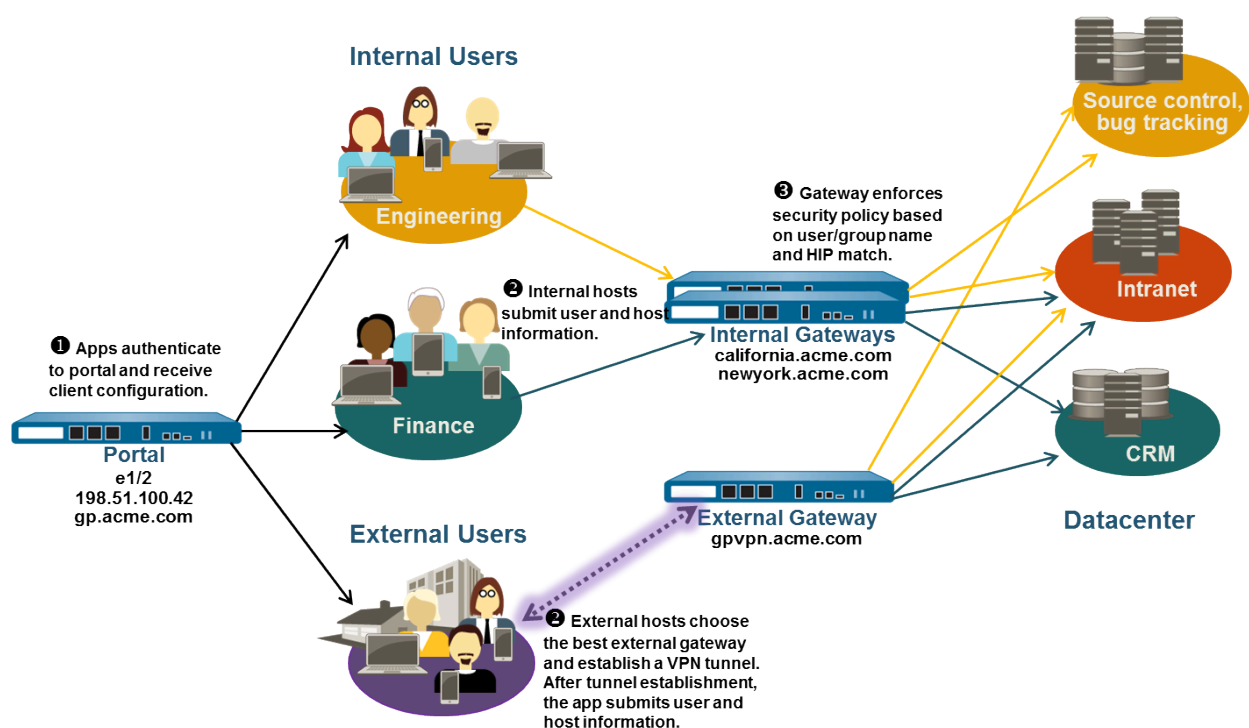 Internal Users
Source control,
bug tracking
Engineering
❸ Gateway enforces
security policy based
on user/group name
and HIP match.
❷ Internal hosts
submit user and host
information.
Intranet
Internal Gateways
california.acme.com
newyork.acme.com
❶ Apps authenticate
to portal and receive
client configuration.
Finance
CRM
Portal
e1/2
198.51.100.42
gp.acme.com
External Gateway
gpvpn.acme.com
Datacenter
External Users
❷ External hosts choose
the best external gateway
and establish a VPN tunnel.
After tunnel establishment,
the app submits user and
host information.